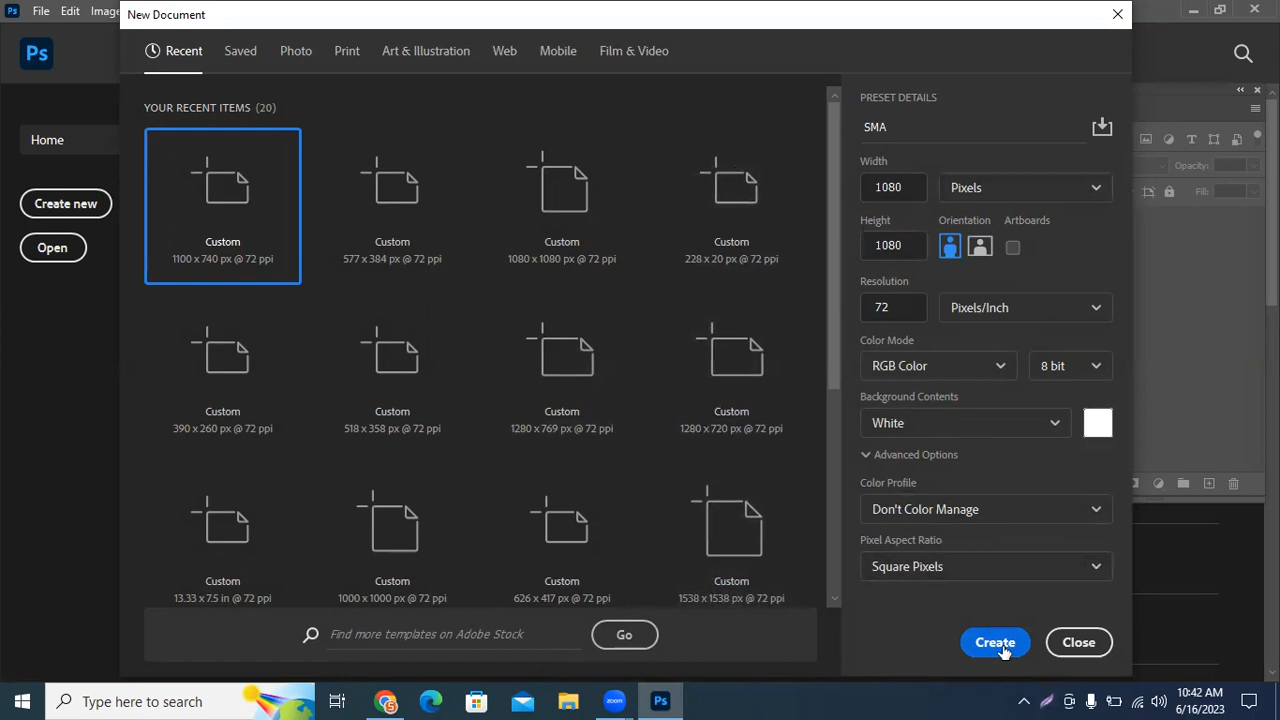 Ps File Edit Image
New Document
Ps
Recent Saved Photo Print Art & Illustration Web Mobile Film & Video
Home
Create new
Open
YOUR RECENT ITEMS (20)
Custom Custom Custom Custom
1100 x 740 px @ 72 ppi 577 x 384 px @ 72 ppi 1080 x 1080 px @ 72 ppi 228 x 20 px @ 72 ppi
Custom Custom Custom Custom
390 x 260 px @ 72 ppi 518 x 358 px @ 72 ppi 1280 x 769 px @ 72 ppi 1280 x 720 px @ 72 ppi
Custom Custom Custom Custom
13.33 x 7.5 in @ 72 ppi 1000 x 1000 px @ 72 ppi 626 x 417 px @ 72 ppi 1538 x 1538 px @ 72 ppi
Find more templates on Adobe Stock Go
PRESET DETAILS
SMA
Width
1080 Pixels
Height Orientation Artboards
1080
Resolution
72 Pixels/Inch
Color Mode
RGB Color 8 bit
Background Contents
White
Advanced Options
Color Profile
Don't Color Manage
Pixel Aspect Ratio
Square Pixels
Create Close
Opacity:
Fill:
Type here to search
Ps
10:42 AM
6/16/2023